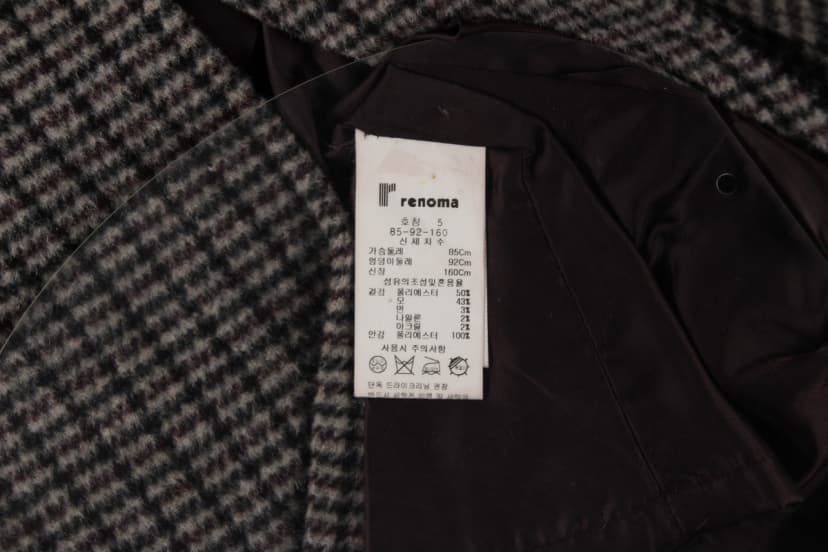 renoma
호칭 5
85-92-160
신체치수
가슴둘레 85Cm
엉덩이둘레 92Cm
신장 160Cm
섬유의조성및혼용율
겉감 폴리에스터 50%
모 43%
면 3%
나일론 2%
아크릴 2%
안감 폴리에스터 100%
사용시 주의사항
단독 드라이크리닝 권장